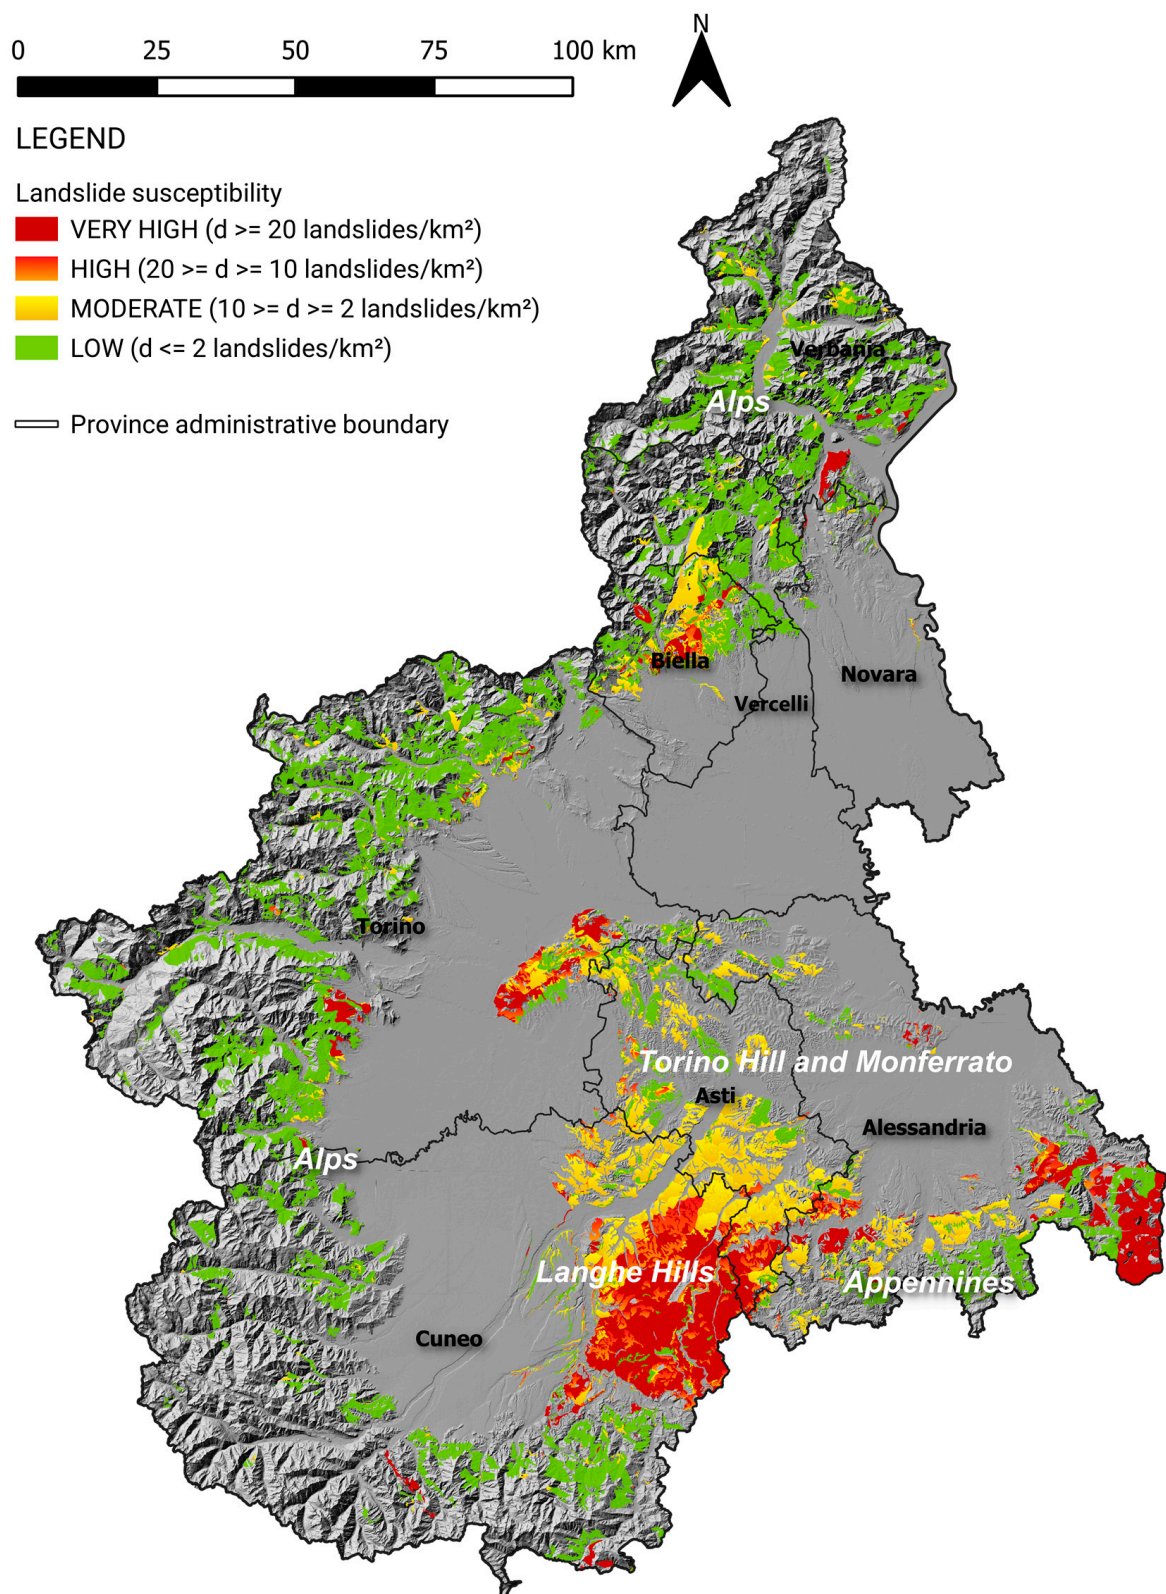 0 25 50 75 100 km
N
LEGEND
Landslide susceptibility
VERY HIGH (d >= 20 landslides/km²)
HIGH (20 >= d >= 10 landslides/km²)
MODERATE (10 >= d >= 2 landslides/km²)
LOW (d <= 2 landslides/km²)
Province administrative boundary
Verbania
Alps
Biella
Novara
Vercelli
Torino
Torino Hill and Monferrato
Asti
Alessandria
Alps
Langhe Hills
Appennines
Cuneo